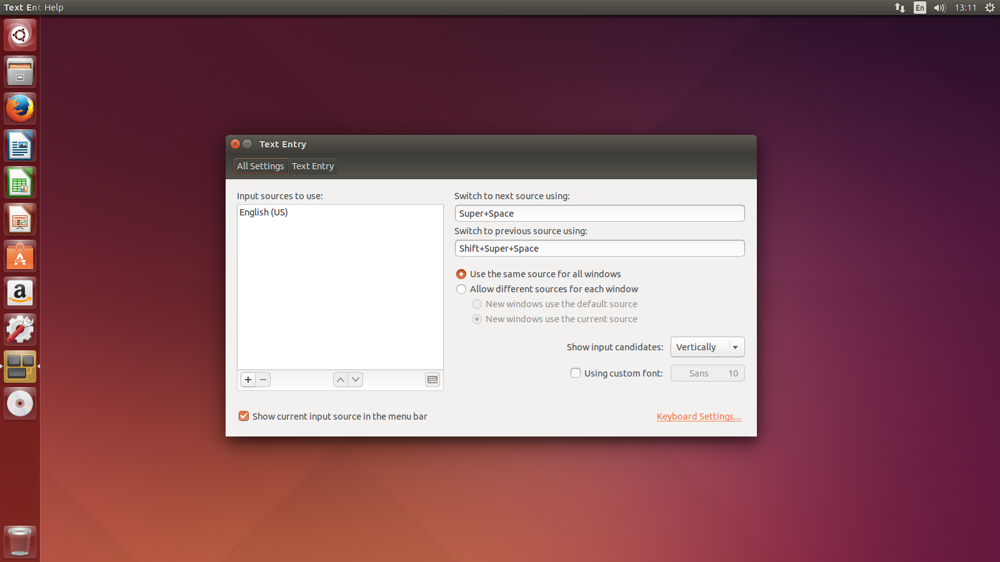 Text Ent Help
En 13:11
Text Entry
All Settings Text Entry
Input sources to use:
English (US)
Switch to next source using:
Super+Space
Switch to previous source using:
Shift+Super+Space
Use the same source for all windows
Allow different sources for each window
New windows use the default source
New windows use the current source
Show input candidates: Vertically
Using custom font: Sans 10
Show current input source in the menu bar
Keyboard Settings...